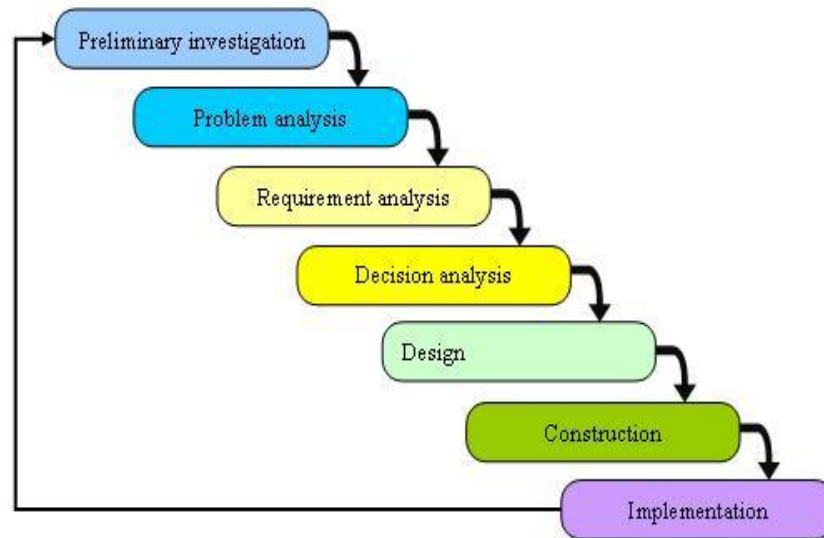 Preliminary investigation
Problem analysis
Requirement analysis
Decision analysis
Design
Construction
Implementation